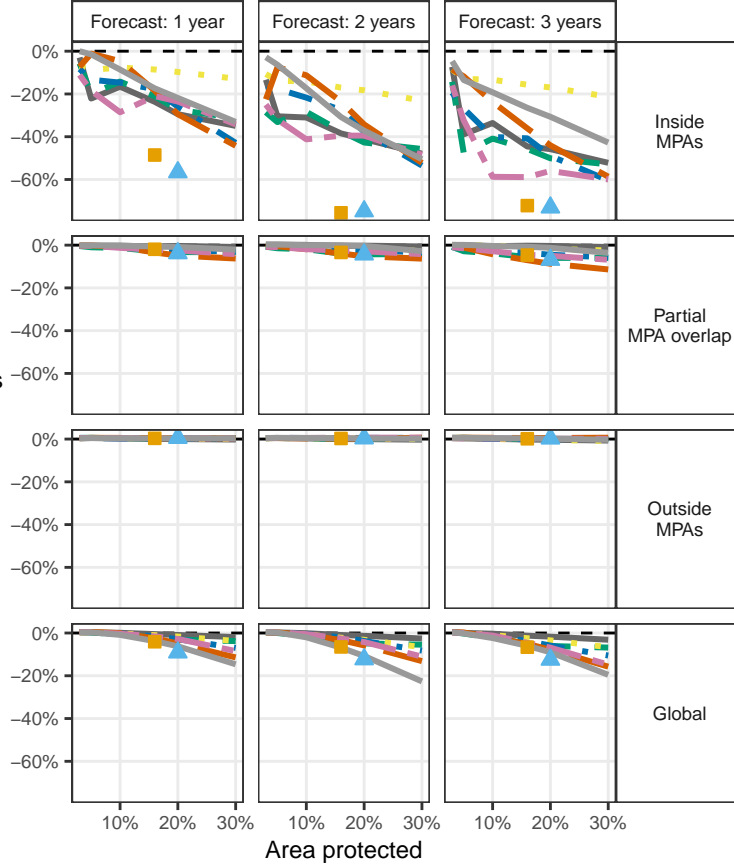 Forecast: 1 year
Forecast: 2 years
Forecast: 3 years
0%
−20%
−40%
−60%
Inside
MPAs
0%
−20%
−40%
−60%
Partial
MPA overlap
s
0%
−20%
−40%
−60%
Outside
MPAs
0%
−20%
−40%
−60%
Global
10% 20% 30% 10% 20% 30% 10% 20% 30%
Area protected